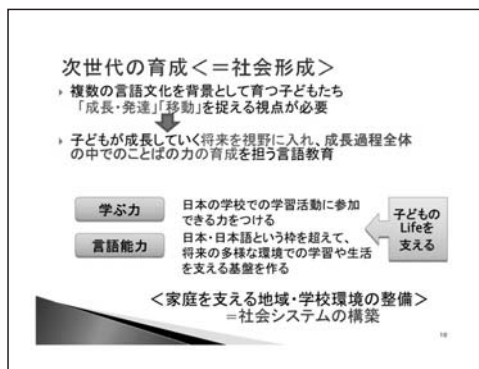 次世代の育成＜＝社会形成＞
複数の言語文化を背景として育つ子どもたち
「成長・発達」「移動」を捉える視点が必要
子どもが成長していく将来を視野に入れ、成長過程全体
の中でのことばの力の育成を担う言語教育
学ぶ力
日本の学校での学習活動に参加
できる力をつける
言語能力
日本・日本語という枠を超えて、
将来の多様な環境での学習や生活
を支える基盤を作る
子どもの
Lifeを
支える
＜家庭を支える地域・学校環境の整備＞
＝社会システムの構築